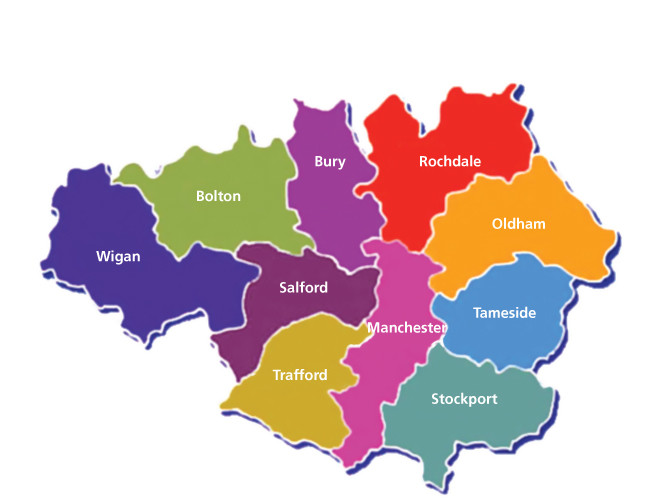 Bury
Rochdale
Bolton
Oldham
Wigan
Salford
Tameside
Manchester
Trafford
Stockport